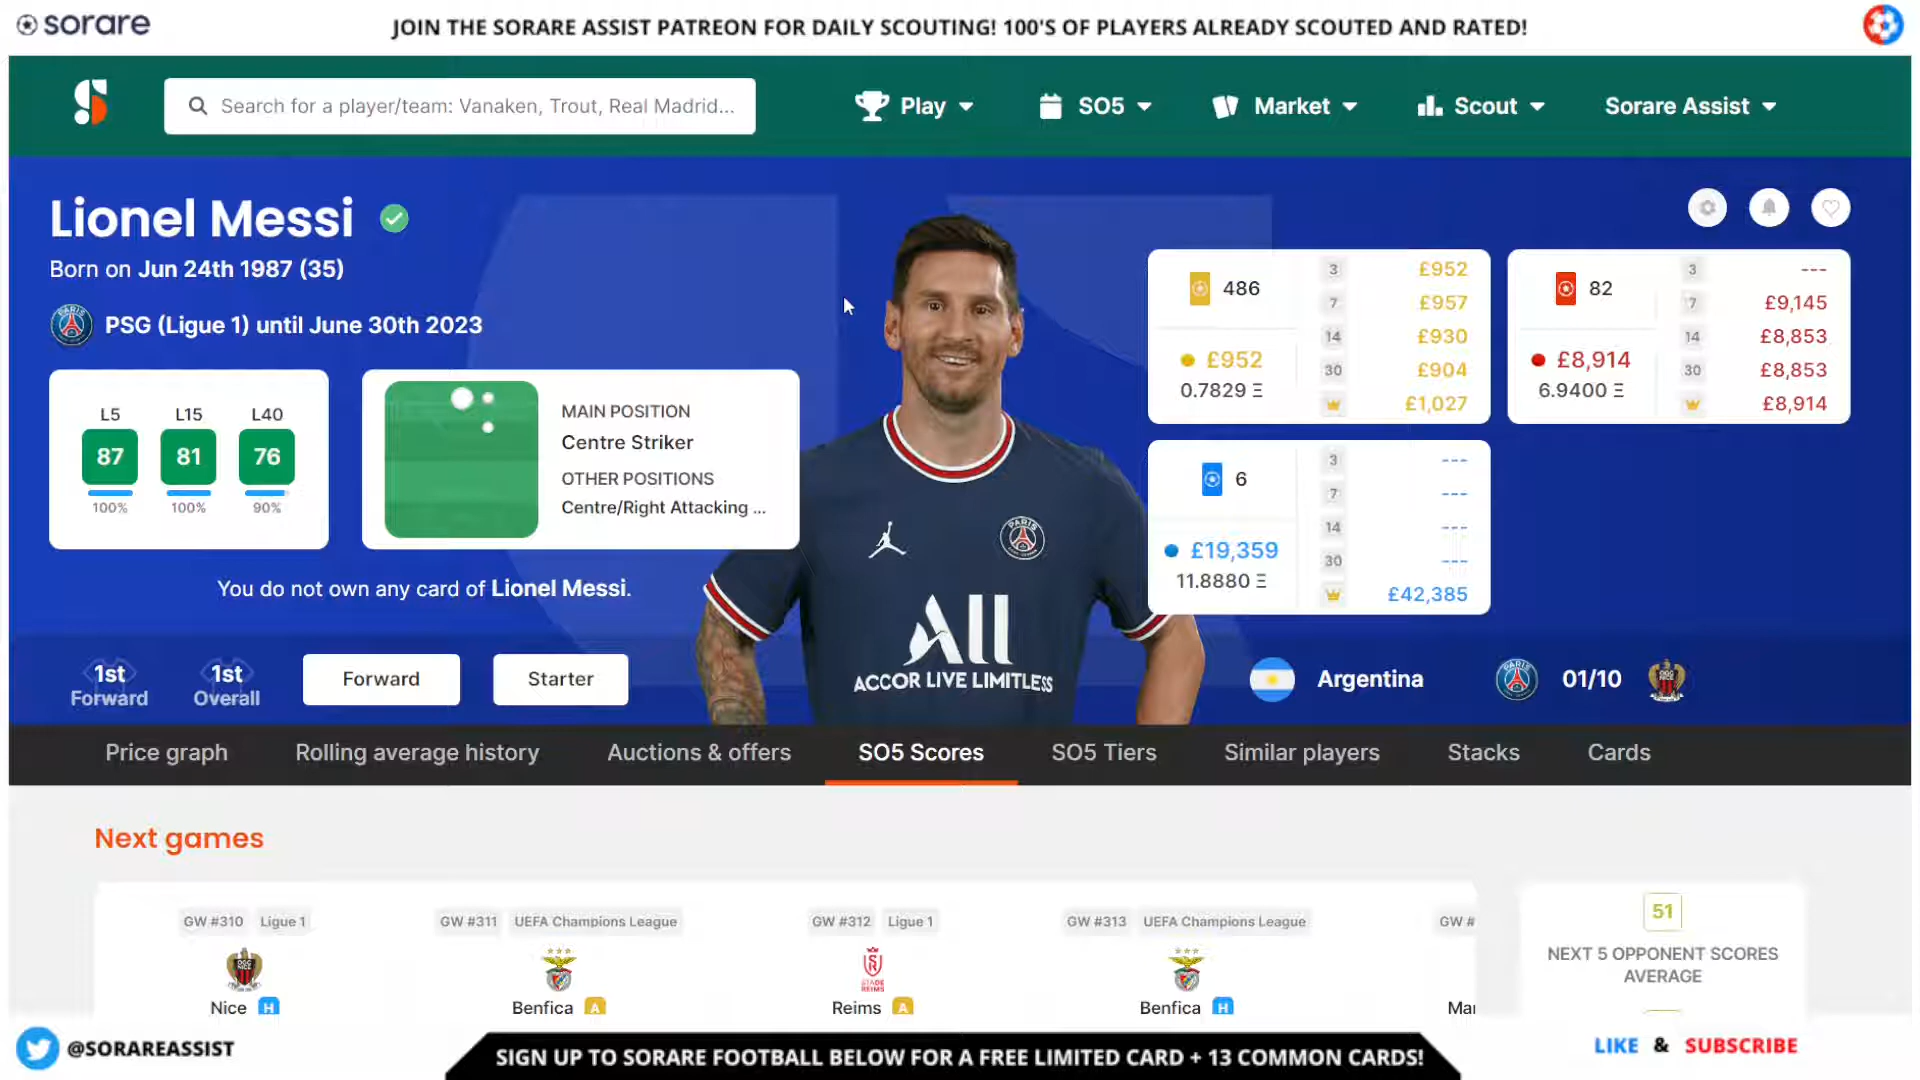 sorare
JOIN THE SORARE ASSIST PATREON FOR DAILY SCOUTING! 100'S OF PLAYERS ALREADY SCOUTED AND RATED!
Search for a player/team: Vanaken, Trout, Real Madrid...
Play
SO5
Market
Scout
Sorare Assist
Lionel Messi
Born on Jun 24th 1987 (35)
PSG (Ligue 1) until June 30th 2023
L5 L15 L40
87 81 76
100% 100% 90%
MAIN POSITION
Centre Striker
OTHER POSITIONS
Centre/Right Attacking ...
You do not own any card of Lionel Messi.
1st Forward
1st Overall
Forward
Starter
486
£952
0.7829 Ξ
3 £952
7 £957
14 £930
30 £904
£1,027
82
£8,914
6.9400 Ξ
3 ---
7 £9,145
14 £8,853
30 £8,853
£8,914
6
£19,359
11.8880 Ξ
3 ---
7 ---
14 ---
30 ---
£42,385
PARIS
ALL
ACCOR LIVE LIMITLESS
Argentina
01/10
Price graph
Rolling average history
Auctions & offers
SO5 Scores
SO5 Tiers
Similar players
Stacks
Cards
Next games
GW #310 Ligue 1
Nice H
GW #311 UEFA Champions League
Benfica A
GW #312 Ligue 1
Reims A
GW #313 UEFA Champions League
Benfica H
GW #
Mar
51
NEXT 5 OPPONENT SCORES
AVERAGE
@SORAREASSIST
SIGN UP TO SORARE FOOTBALL BELOW FOR A FREE LIMITED CARD + 13 COMMON CARDS!
LIKE & SUBSCRIBE